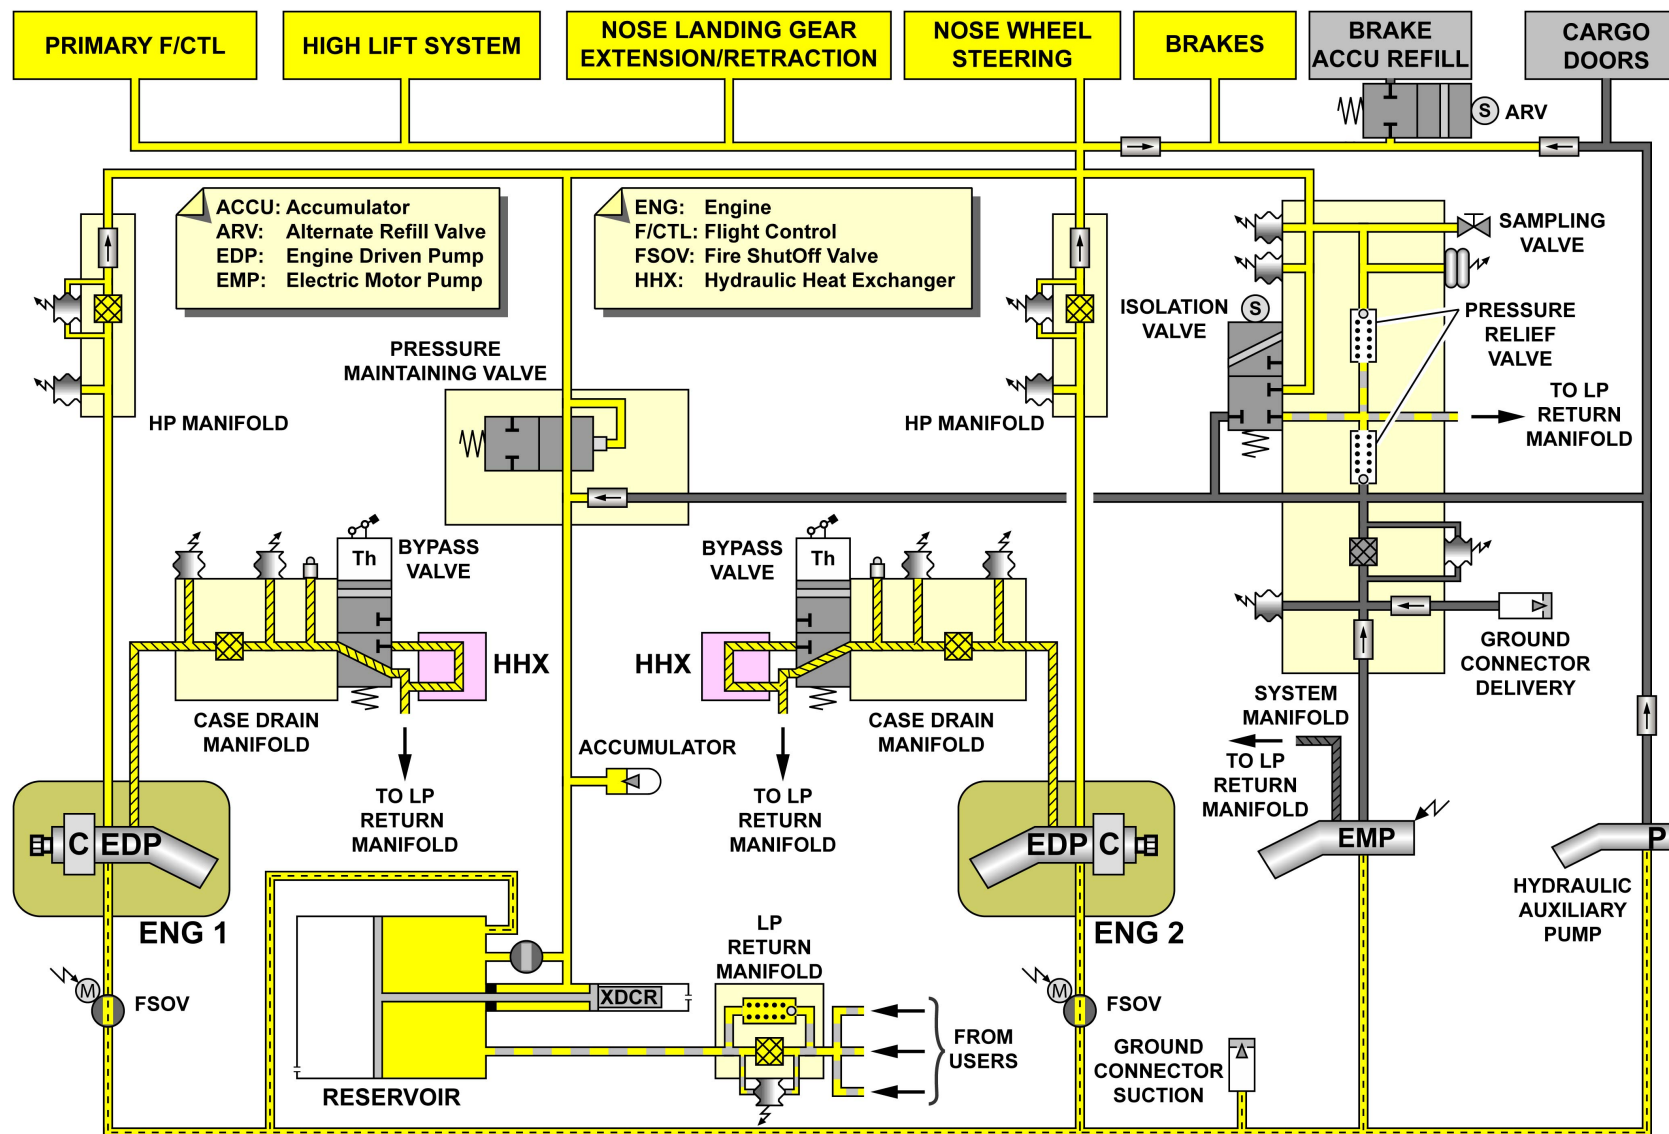 PRIMARY F/CTL
HIGH LIFT SYSTEM
NOSE LANDING GEAR
EXTENSION/RETRACTION
NOSE WHEEL
STEERING
BRAKES
BRAKE
ACCU REFILL
CARGO
DOORS
S ARV
ACCU: Accumulator
ARV: Alternate Refill Valve
EDP: Engine Driven Pump
EMP: Electric Motor Pump
ENG: Engine
F/CTL: Flight Control
FSOV: Fire ShutOff Valve
HHX: Hydraulic Heat Exchanger
SAMPLING
VALVE
ISOLATION
VALVE
S
PRESSURE
RELIEF
VALVE
PRESSURE
MAINTAINING VALVE
TO LP
RETURN
MANIFOLD
HP MANIFOLD
HP MANIFOLD
Th
BYPASS
VALVE
BYPASS
VALVE
Th
HHX
HHX
GROUND
CONNECTOR
DELIVERY
CASE DRAIN
MANIFOLD
CASE DRAIN
MANIFOLD
SYSTEM
MANIFOLD
ACCUMULATOR
TO LP
RETURN
MANIFOLD
TO LP
RETURN
MANIFOLD
TO LP
RETURN
MANIFOLD
C EDP
EDP C
EMP
P
ENG 1
ENG 2
HYDRAULIC
AUXILIARY
PUMP
LP
RETURN
MANIFOLD
M
FSOV
XDCR
M
FSOV
FROM
USERS
GROUND
CONNECTOR
SUCTION
RESERVOIR